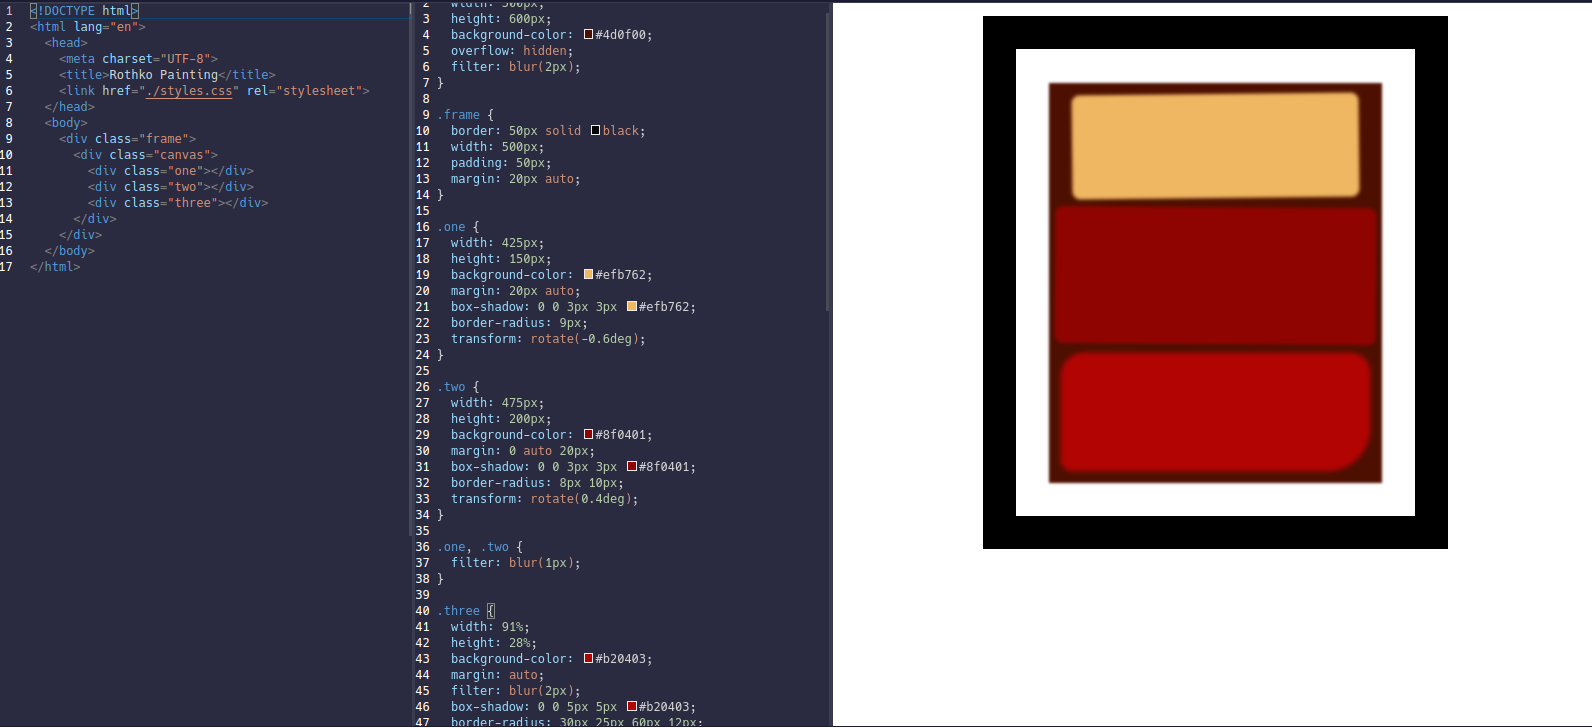 1 <!DOCTYPE html>
2 <html lang="en">
3 <head>
4 <meta charset="UTF-8">
5 <title>Rothko Painting</title>
6 <link href="./styles.css" rel="stylesheet">
7 </head>
8 <body>
9 <div class="frame">
10 <div class="canvas">
11 <div class="one"></div>
12 <div class="two"></div>
13 <div class="three"></div>
14 </div>
15 </div>
16 </body>
17 </html>
2 width: 500px;
3 height: 600px;
4 background-color: #4d0f00;
5 overflow: hidden;
6 filter: blur(2px);
7 }
8
9 .frame {
10 border: 50px solid black;
11 width: 500px;
12 padding: 50px;
13 margin: 20px auto;
14 }
15
16 .one {
17 width: 425px;
18 height: 150px;
19 background-color: #efb762;
20 margin: 20px auto;
21 box-shadow: 0 0 3px 3px #efb762;
22 border-radius: 9px;
23 transform: rotate(-0.6deg);
24 }
25
26 .two {
27 width: 475px;
28 height: 200px;
29 background-color: #8f0401;
30 margin: 0 auto 20px;
31 box-shadow: 0 0 3px 3px #8f0401;
32 border-radius: 8px 10px;
33 transform: rotate(0.4deg);
34 }
35
36 .one, .two {
37 filter: blur(1px);
38 }
39
40 .three {
41 width: 91%;
42 height: 28%;
43 background-color: #b20403;
44 margin: auto;
45 filter: blur(2px);
46 box-shadow: 0 0 5px 5px #b20403;
47 border-radius: 30px 25px 60px 12px;